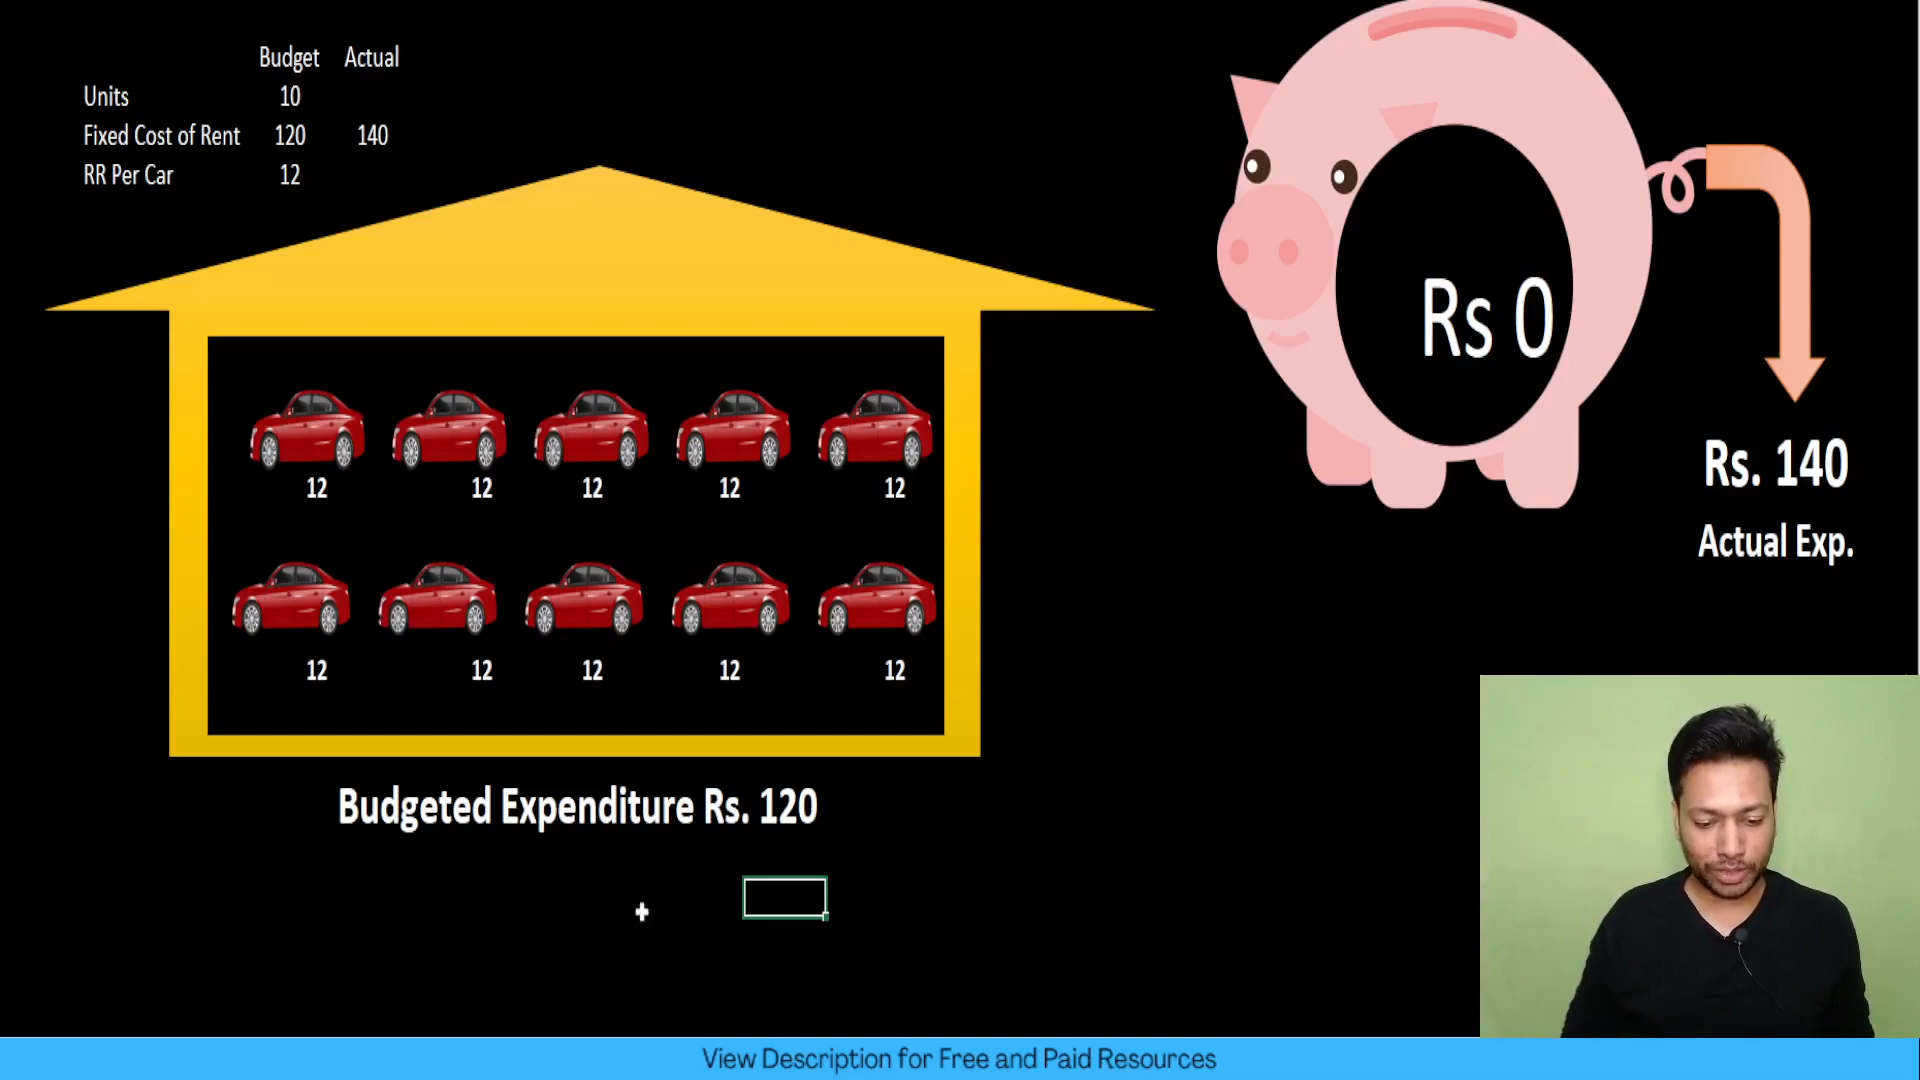 Budget Actual
Units 10
Fixed Cost of Rent 120 140
RR Per Car 12
Rs 0
12 12 12 12 12
Rs. 140
Actual Exp.
12 12 12 12 12
Budgeted Expenditure Rs. 120
View Description for Free and Paid Resources